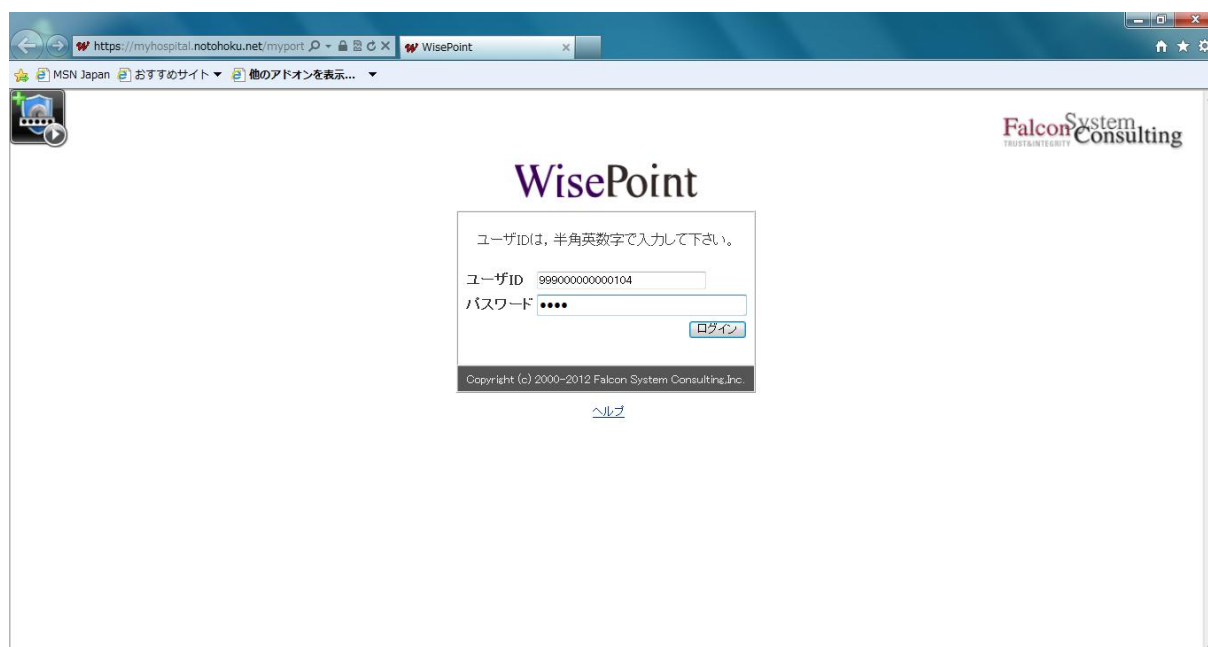 https://myhospital.notohoku.net/myport
WisePoint
MSN Japan おすすめサイト 他のアドオンを表示...
FalconSystem Consulting
TRUST&INTEGRITY
WisePoint
ユーザIDは, 半角英数字で入力して下さい。
ユーザID 999000000000104
パスワード ●●●●
ログイン
Copyright (c) 2000-2012 Falcon System Consulting,Inc.
ヘルプ